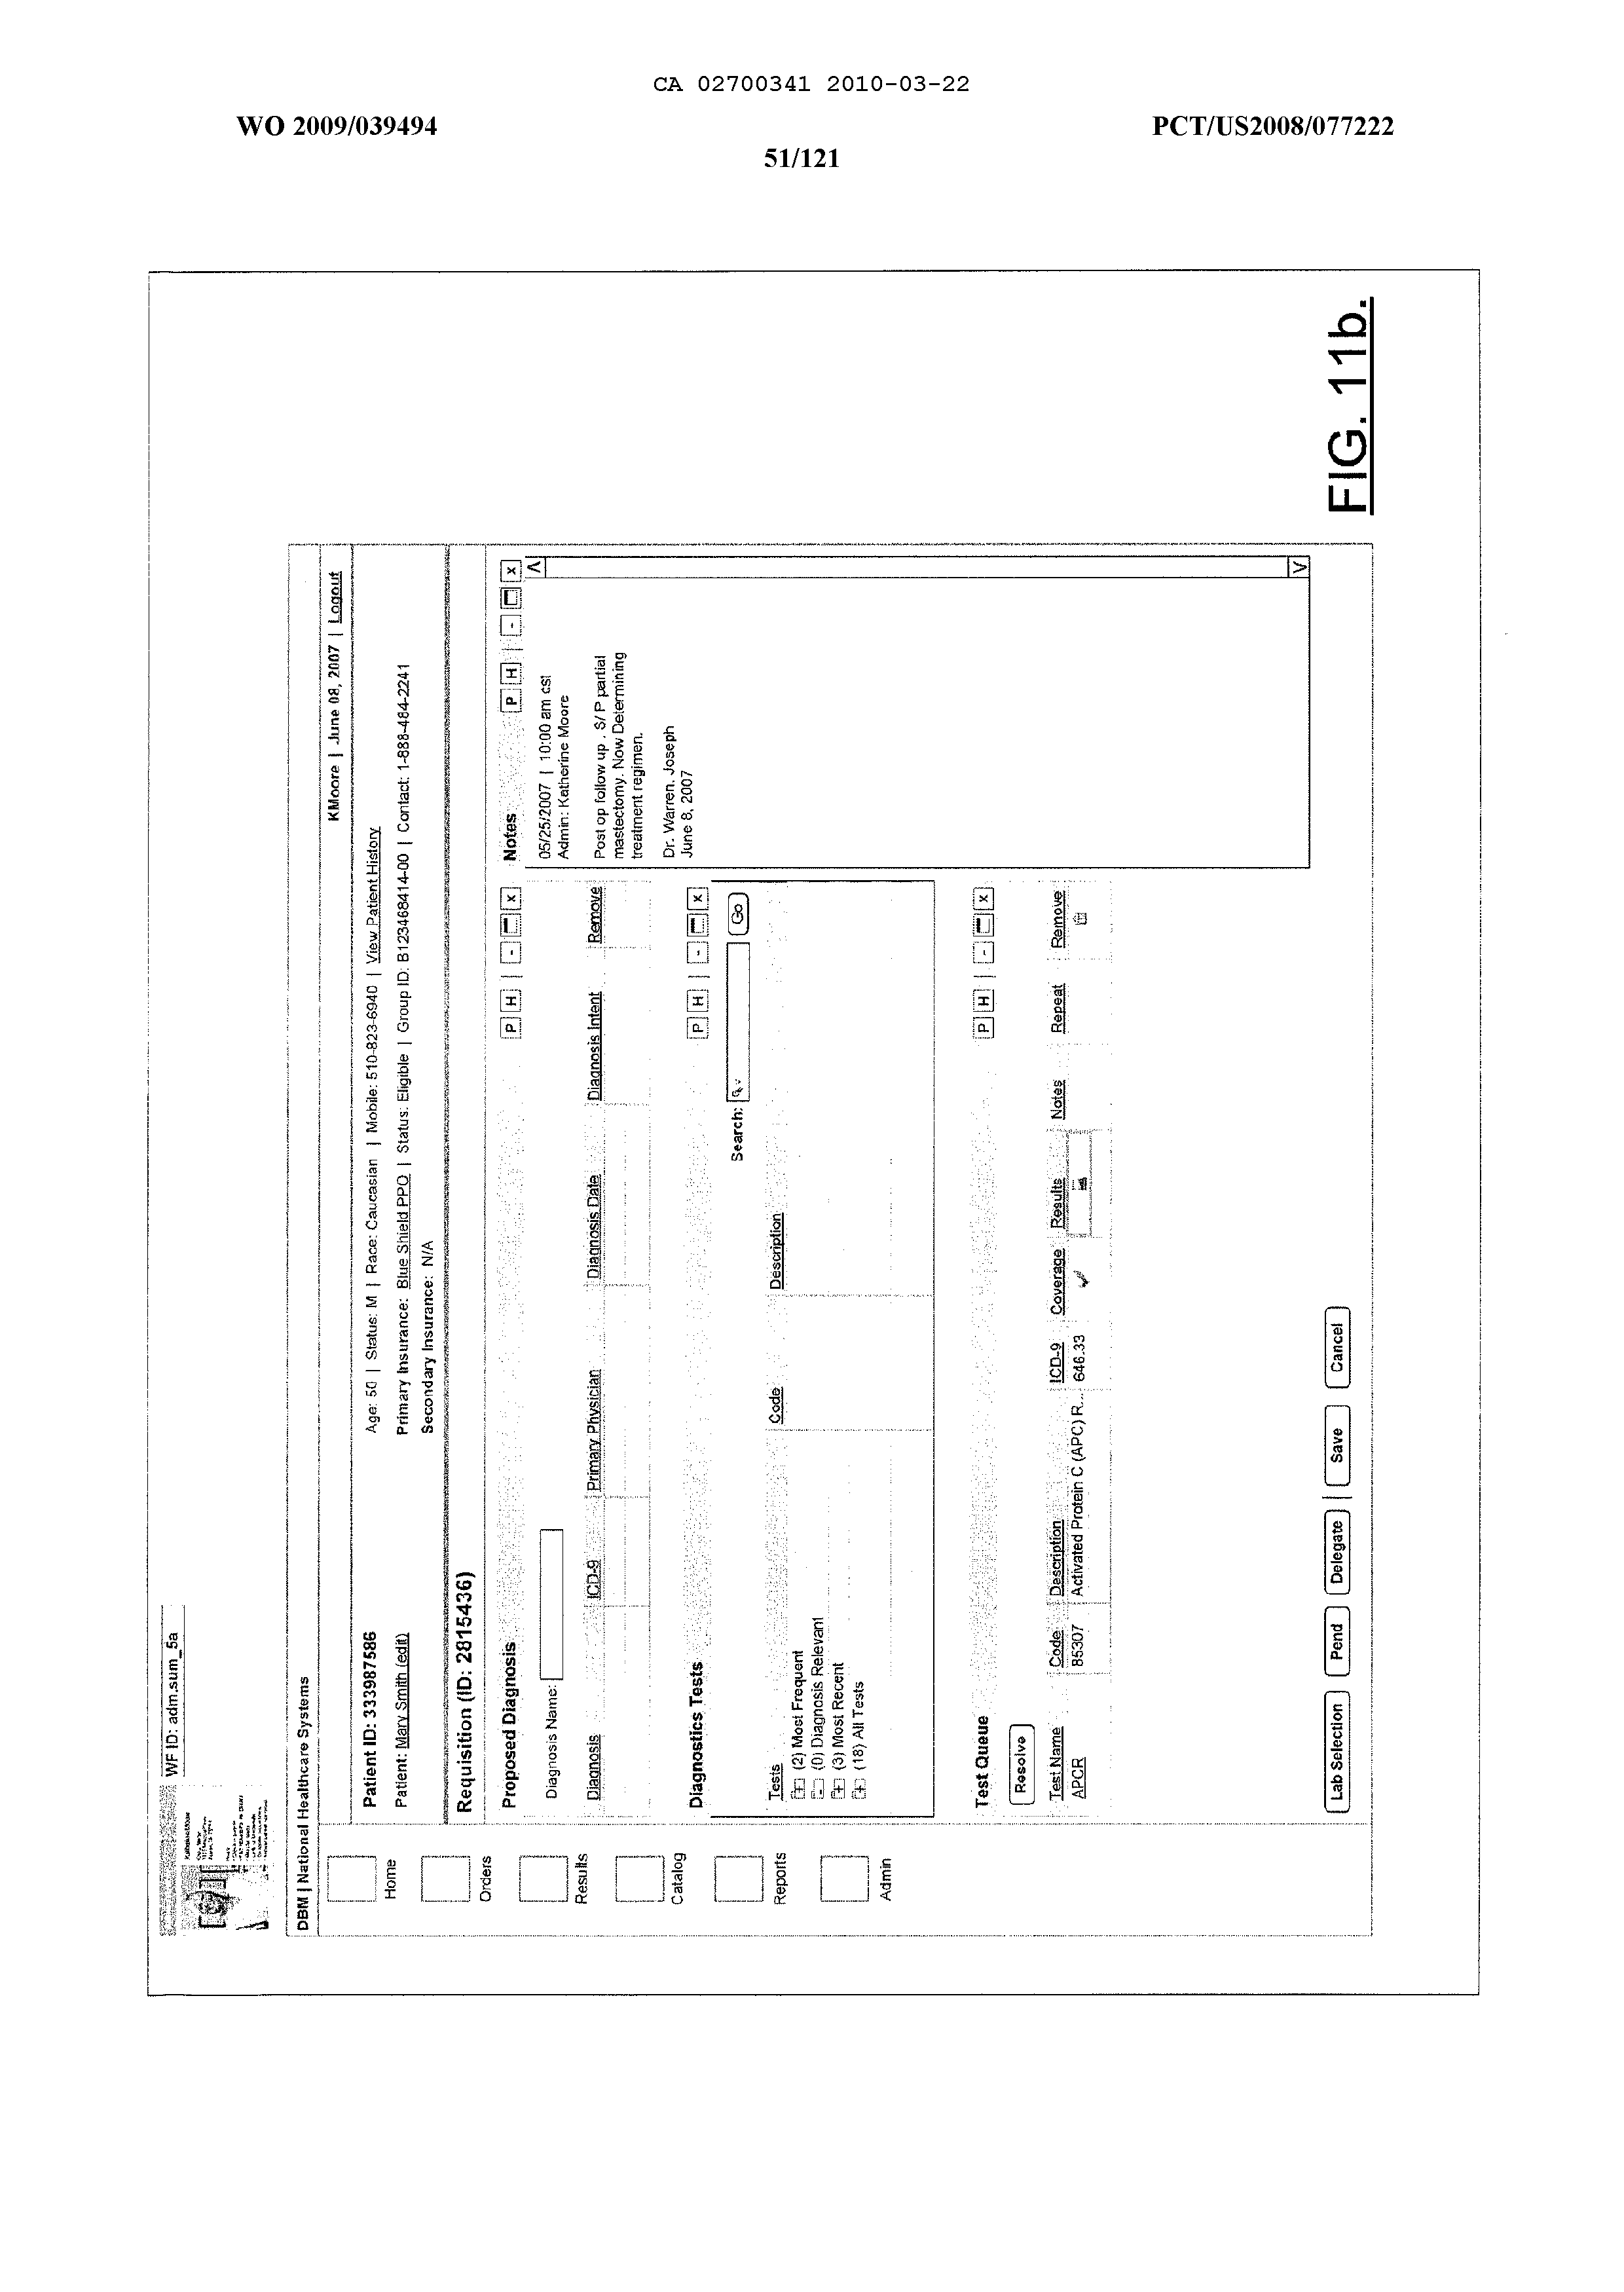 CA 02700341 2010-03-22
WO 2009/039494
PCT/US2008/077222
51/121
WF ID: adm.sum_5a
DBM | National Healthcare Systems
KMoore | June 08, 2007 | Logout
Patient ID: 333987586
Age: 50 | Status: M | Race: Caucasian | Mobile: 510-823-6940 | View Patient History
Patient: Mary Smith (edit)
Primary Insurance: Blue Shield PPO | Status: Eligible | Group ID: B123468414-00 | Contact: 1-888-484-2241
Secondary Insurance: N/A
Requisition (ID: 2815436)
Home
Orders
Results
Catalog
Reports
Admin
Proposed Diagnosis
P H | - x
Diagnosis Name:
Diagnosis ICD-9 Primary Physician Diagnosis Date Diagnosis Intent Remove
Diagnostics Tests
P H | - x
Search: Go
Tests Code Description
+ (2) Most Frequent
- (0) Diagnosis Relevant
+ (3) Most Recent
+ (18) All Tests
Test Queue
P H | - x
Resolve
Test Name Code Description ICD-9 Coverage Results Notes Repeat Remove
APCR 85307 Activated Protein C (APC) R... 646.33 ✓
Notes
P H | - x
05/25/2007 | 10:00 am cst
Admin: Katherine Moore
Post op follow up . S/ P partial
mastectomy. Now Determining
treatment regimen.
Dr. Warren, Joseph
June 8, 2007
Lab Selection Pend Delegate | Save Cancel
FIG. 11b.